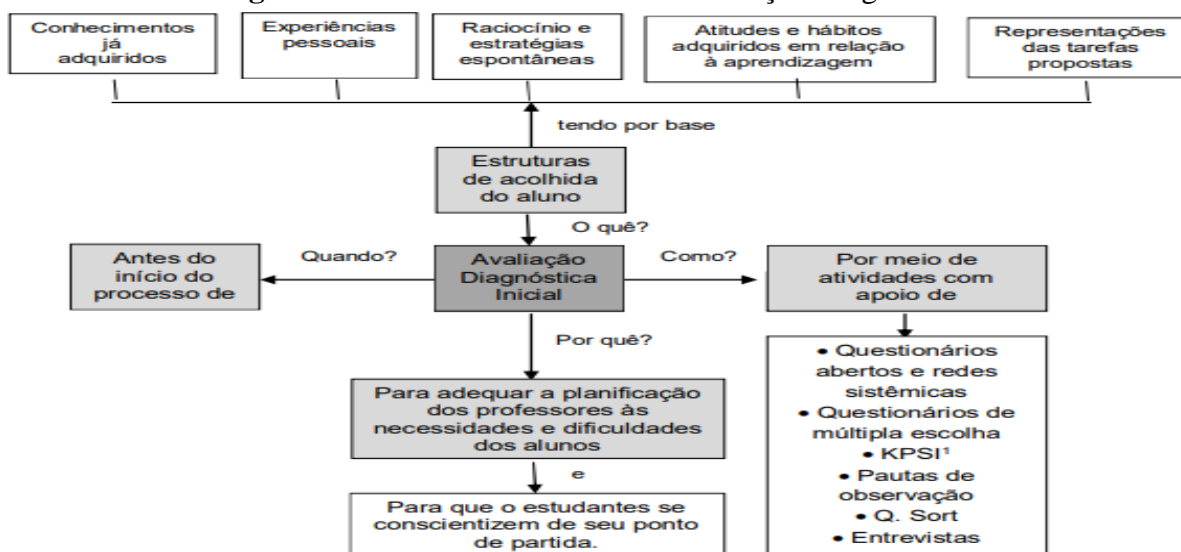 Conhecimentos
já
adquiridos
Experiências
pessoais
Raciocínio e
estratégias
espontâneas
Atitudes e hábitos
adquiridos em relação
à aprendizagem
Representações
das tarefas
propostas
tendo por base
Estruturas
de acolhida
do aluno
O quê?
Antes do
início do
processo de
Quando?
Avaliação
Diagnóstica
Inicial
Como?
Por meio de
atividades com
apoio de
Por quê?
Para adequar a planificação
dos professores às
necessidades e dificuldades
dos alunos
e
Para que o estudantes se
conscientizem de seu ponto
de partida.
• Questionários
abertos e redes
sistêmicas
• Questionários de
múltipla escolha
• KPSI¹
• Pautas de
observação
• Q. Sort
• Entrevistas